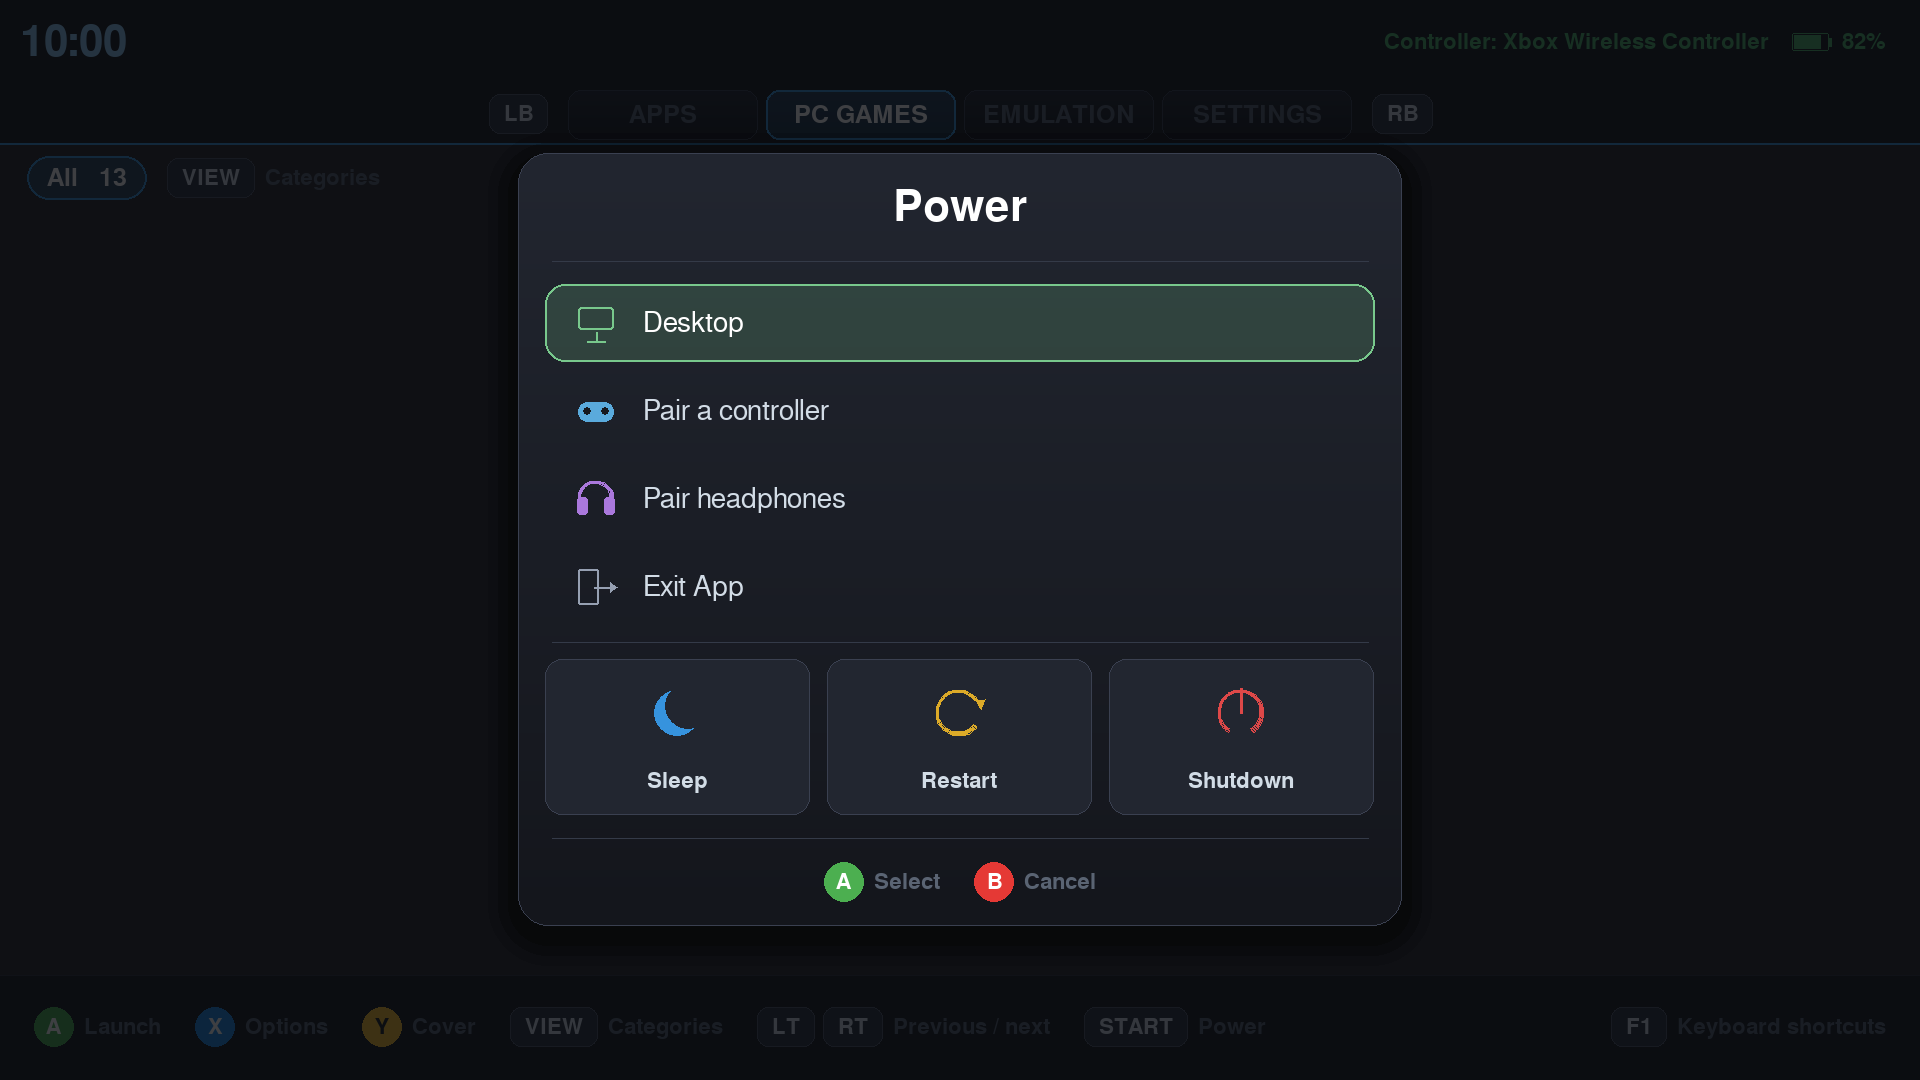 10:00
Controller: Xbox Wireless Controller 82%
LB APPS PC GAMES EMULATION SETTINGS RB
All 13 VIEW Categories
Power
Desktop
Pair a controller
Pair headphones
Exit App
Sleep Restart Shutdown
A Select B Cancel
A Launch X Options Y Cover VIEW Categories LT RT Previous / next START Power F1 Keyboard shortcuts